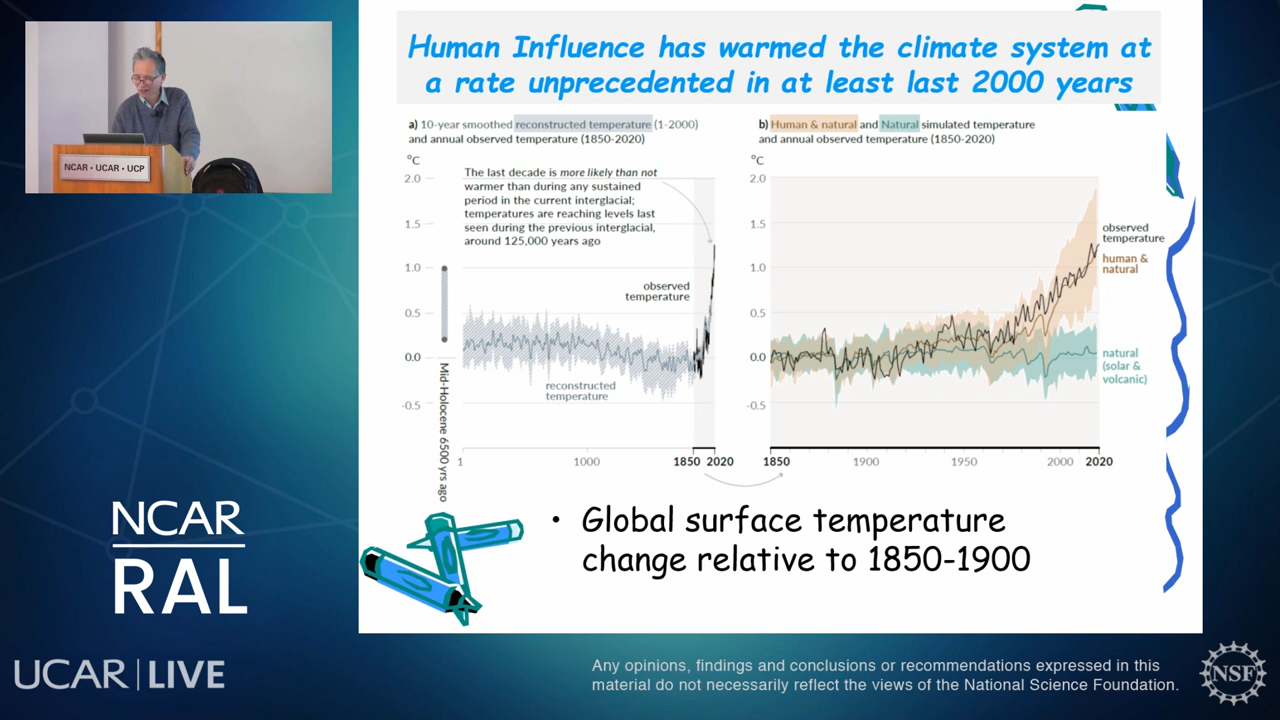 NCAR • UCAR • UCP
Human Influence has warmed the climate system at
a rate unprecedented in at least last 2000 years
a) 10-year smoothed reconstructed temperature (1-2000)
and annual observed temperature (1850-2020)
°C
2.0
1.5
1.0
0.5
0.0
-0.5
The last decade is more likely than not
warmer than during any sustained
period in the current interglacial;
temperatures are reaching levels last
seen during the previous interglacial,
around 125,000 years ago
observed
temperature
reconstructed
temperature
Mid-Holocene 6500 yrs ago
1 1000 1850 2020
b) Human & natural and Natural simulated temperature
and annual observed temperature (1850-2020)
°C
2.0
1.5
1.0
0.5
0.0
-0.5
observed
temperature
human &
natural
natural
(solar &
volcanic)
1850 1900 1950 2000 2020
• Global surface temperature
change relative to 1850-1900
NCAR
RAL
UCAR | LIVE
Any opinions, findings and conclusions or recommendations expressed in this
material do not necessarily reflect the views of the National Science Foundation.
NSF